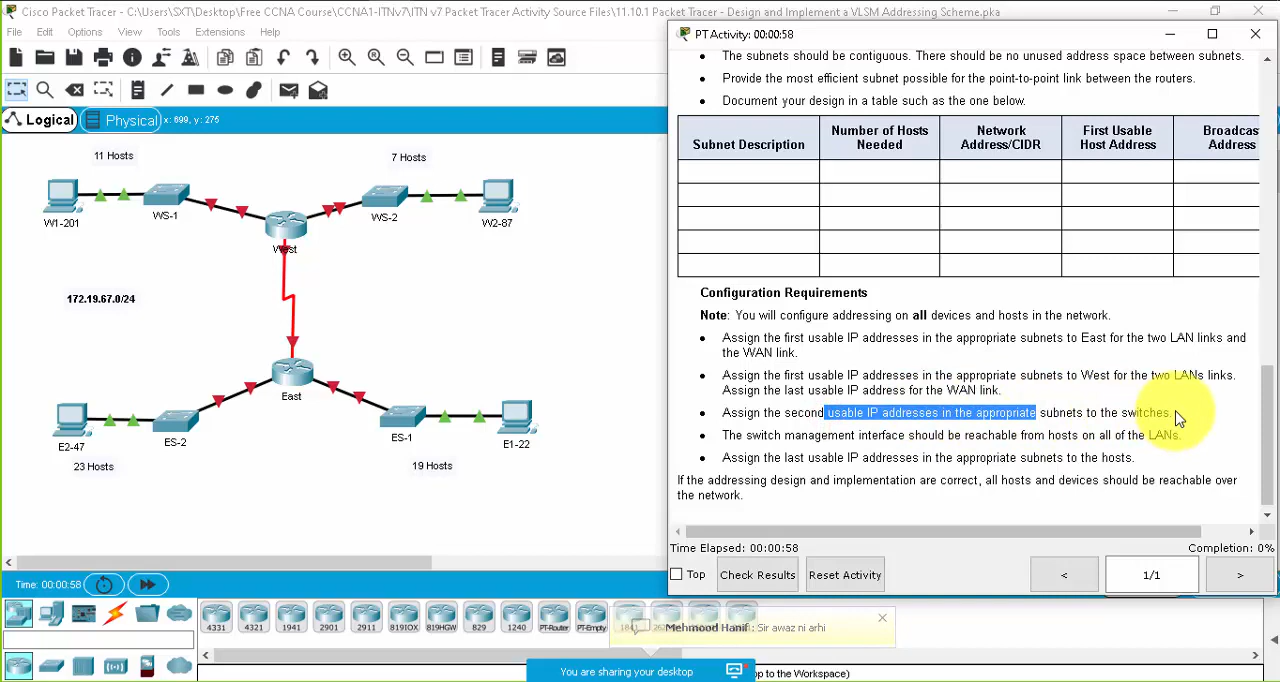 Cisco Packet Tracer - C:\Users\SXT\Desktop\Free CCNA Course\CCNA1-ITNv7\ITN v7 Packet Tracer Activity Source Files\11.10.1 Packet Tracer - Design and Implement a VLSM Addressing Scheme.pka
File Edit Options View Tools Extensions Help
Logical Physical x: 699, y: 275
11 Hosts
7 Hosts
W1-201
WS-1
WS-2
W2-87
West
172.19.67.0/24
East
E2-47
ES-2
ES-1
E1-22
23 Hosts
19 Hosts
PT Activity: 00:00:58
The subnets should be contiguous. There should be no unused address space between subnets.
• Provide the most efficient subnet possible for the point-to-point link between the routers.
• Document your design in a table such as the one below.
Subnet Description
Number of Hosts Needed
Network Address/CIDR
First Usable Host Address
Broadcas Address
Configuration Requirements
Note: You will configure addressing on all devices and hosts in the network.
• Assign the first usable IP addresses in the appropriate subnets to East for the two LAN links and
the WAN link.
• Assign the first usable IP addresses in the appropriate subnets to West for the two LANs links.
Assign the last usable IP address for the WAN link.
• Assign the second usable IP addresses in the appropriate subnets to the switches.
• The switch management interface should be reachable from hosts on all of the LANs.
• Assign the last usable IP addresses in the appropriate subnets to the hosts.
If the addressing design and implementation are correct, all hosts and devices should be reachable over
the network.
Time Elapsed: 00:00:58 Completion: 0%
Top Check Results Reset Activity < 1/1 >
Time: 00:00:58
4331 4321 1941 2901 2911 819IOX 819HGW 829 1240 PT-Router PT-Empty
Mehmood Hanif: Sir awaz ni arhi
You are sharing your desktop
op to the Workspace)